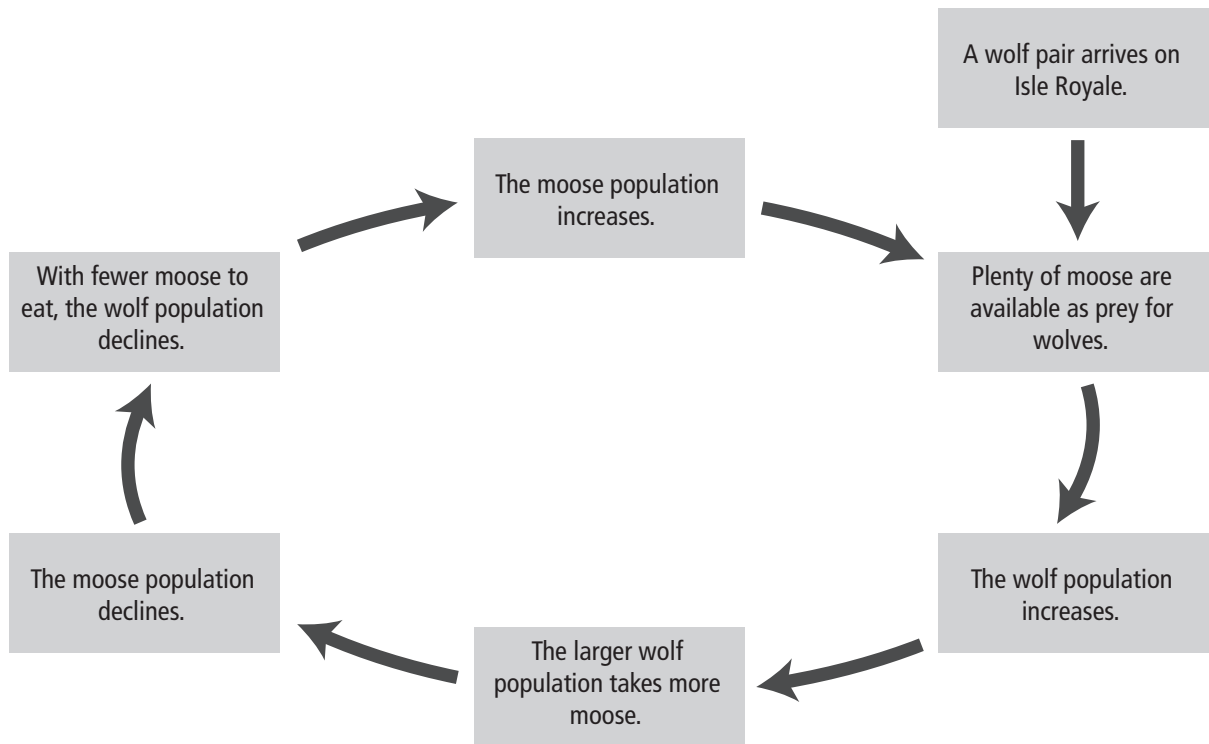 A wolf pair arrives on
Isle Royale.
Plenty of moose are
available as prey for
wolves.
The wolf population
increases.
The larger wolf
population takes more
moose.
The moose population
declines.
With fewer moose to
eat, the wolf population
declines.
The moose population
increases.